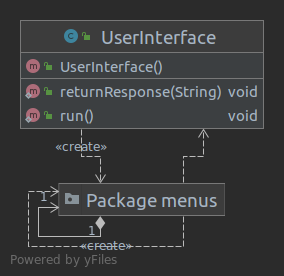 UserInterface
UserInterface()
returnResponse(String) void
run() void
«create»
1
Package menus
1
«create»
Powered by yFiles